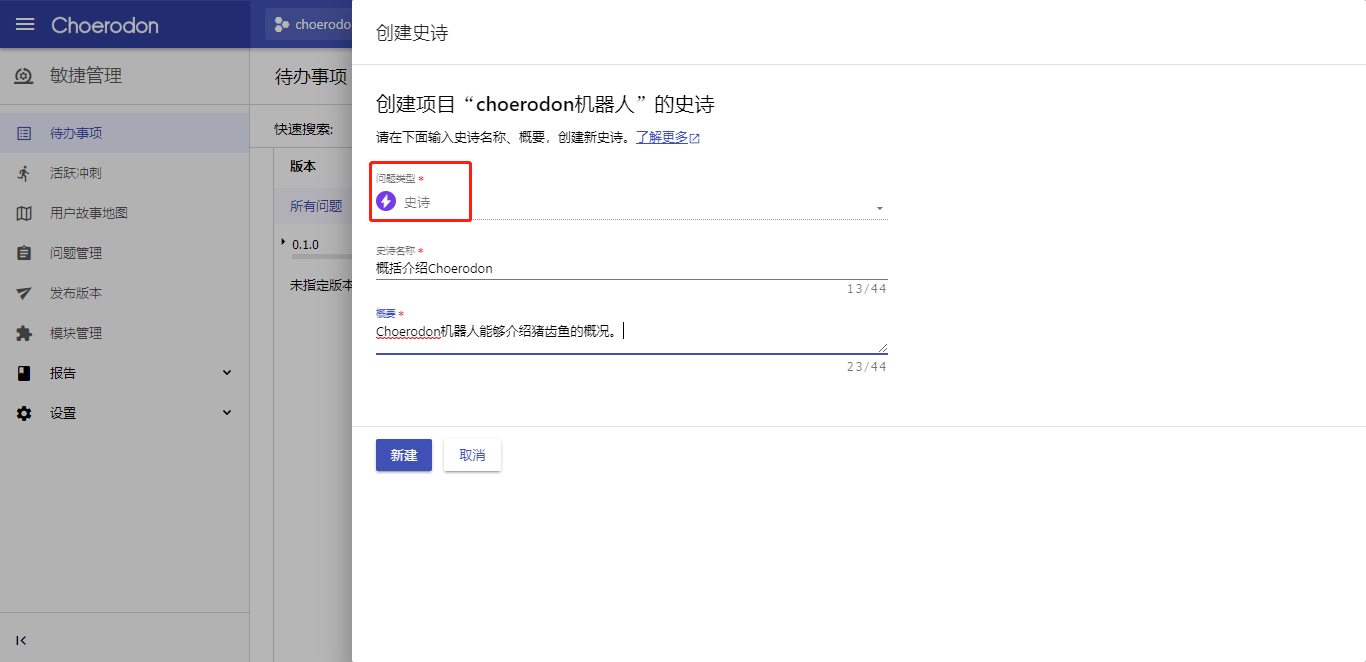 Choerodon
choerodo
敏捷管理
待办事项
活跃冲刺
用户故事地图
问题管理
发布版本
模块管理
报告
设置
待办事项
快速搜索:
版本
所有问题
0.1.0
未指定版本
创建史诗
创建项目“choerodon机器人”的史诗
请在下面输入史诗名称、概要，创建新史诗。了解更多
问题类型 *
史诗
史诗名称 *
概括介绍Choerodon
13/44
概要 *
Choerodon机器人能够介绍猪齿鱼的概况。
23/44
新建
取消